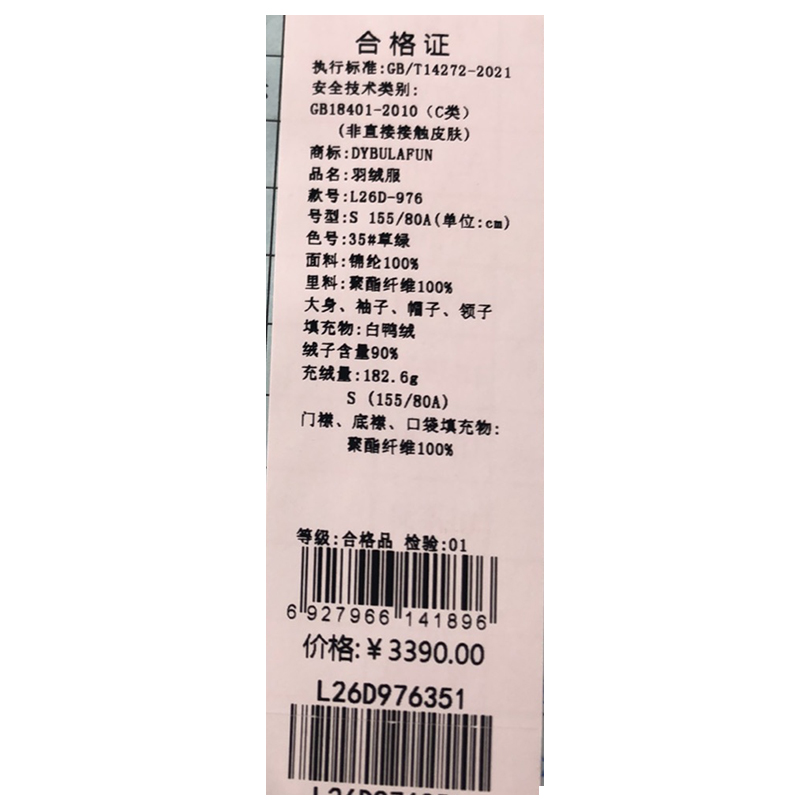 合格证
执行标准:GB/T14272-2021
安全技术类别:
GB18401-2010（C类）
(非直接接触皮肤)
商标:DYBULAFUN
品名:羽绒服
款号:L26D-976
号型:S 155/80A(单位:cm)
色号:35#草绿
面料:锦纶100%
里料:聚酯纤维100%
大身、袖子、帽子、领子
填充物:白鸭绒
绒子含量90%
充绒量:182.6g
S (155/80A)
门襟、底襟、口袋填充物:
聚酯纤维100%
等级:合格品 检验:01
6 927966 141896
价格:￥3390.00
L26D976351